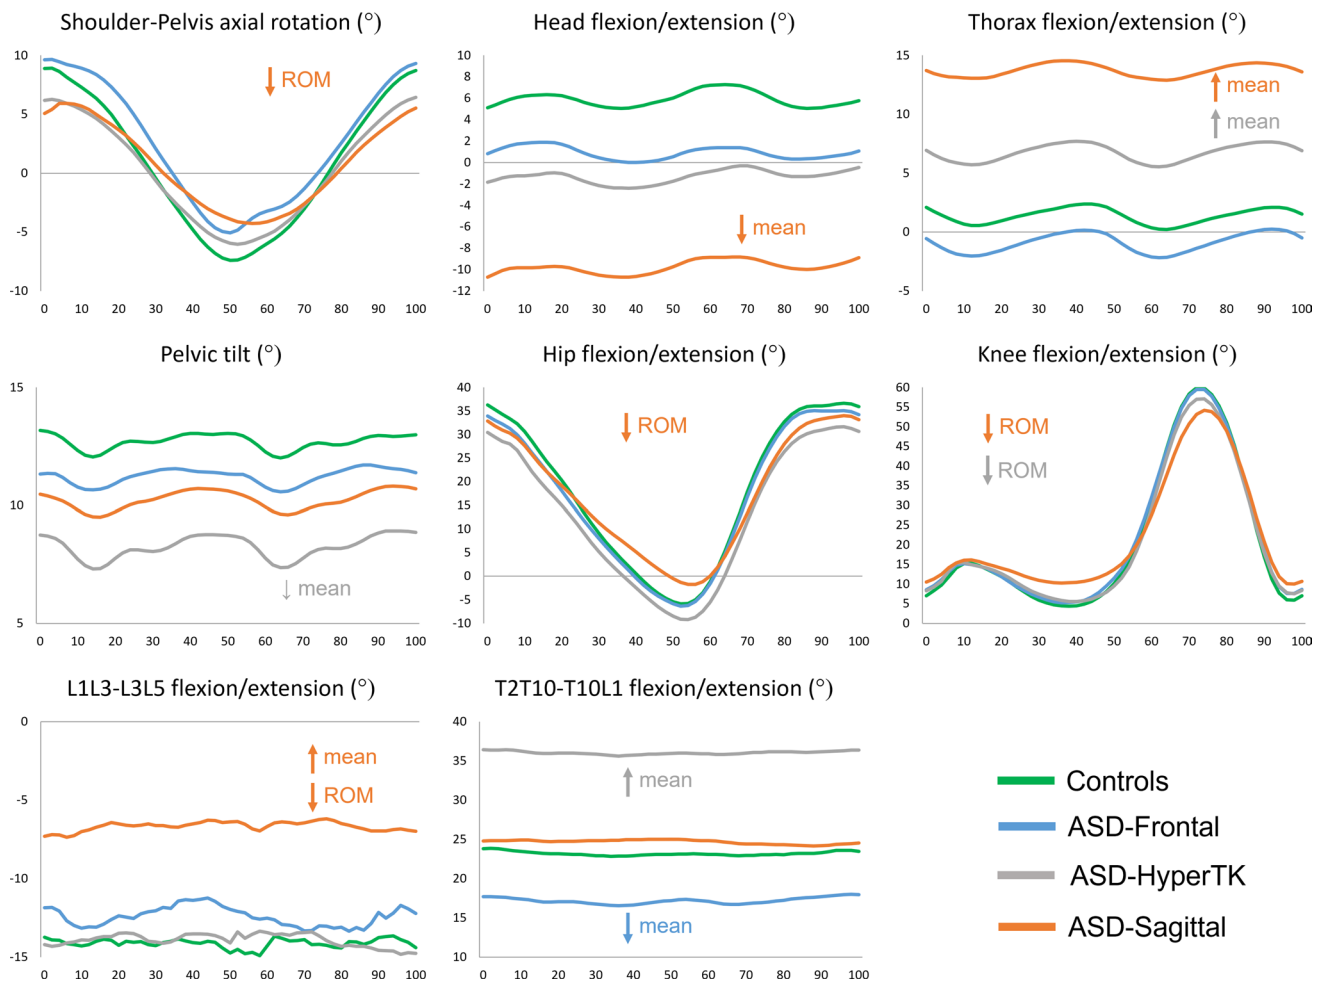 Shoulder-Pelvis axial rotation (°)
10
5
0
-5
-10
0 10 20 30 40 50 60 70 80 90 100
↓ ROM
Head flexion/extension (°)
10
8
6
4
2
0
-2
-4
-6
-8
-10
-12
0 10 20 30 40 50 60 70 80 90 100
↓ mean
Thorax flexion/extension (°)
15
10
5
0
-5
0 10 20 30 40 50 60 70 80 90 100
↑ mean
↑ mean
Pelvic tilt (°)
15
10
5
0 10 20 30 40 50 60 70 80 90 100
↓ mean
Hip flexion/extension (°)
40
35
30
25
20
15
10
5
0
-5
-10
0 10 20 30 40 50 60 70 80 90 100
↓ ROM
Knee flexion/extension (°)
60
55
50
45
40
35
30
25
20
15
10
5
0
0 10 20 30 40 50 60 70 80 90 100
↓ ROM
↓ ROM
L1L3-L3L5 flexion/extension (°)
0
-5
-10
-15
0 10 20 30 40 50 60 70 80 90 100
↑ mean
↓ ROM
T2T10-T10L1 flexion/extension (°)
40
35
30
25
20
15
10
0 10 20 30 40 50 60 70 80 90 100
↑ mean
↓ mean
Controls
ASD-Frontal
ASD-HyperTK
ASD-Sagittal